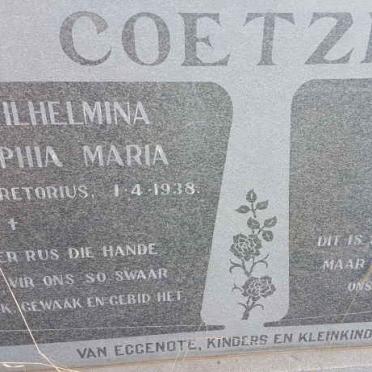 COETZ
ILHELMINA
PHIA MARIA
RETORIUS, 1-4-1938.
ER RUS DIE HANDE
VIR ONS SO SWAAR
K, GEWAAK EN GEBID HET
DIT IS
MAAR
ONS
VAN EGGENOTE, KINDERS EN KLEINKIND